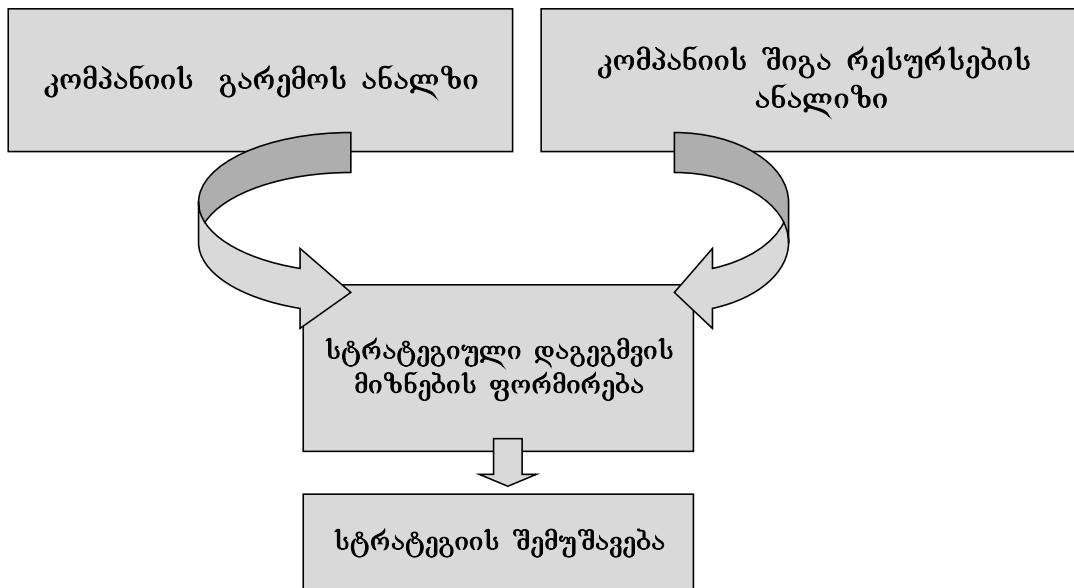 კომპანიის გარემოს ანალზი
კომპანიის შიგა რესურსების
ანალიზი
სტრატეგიული დაგეგმვის
მიზნების ფორმირება
სტრატეგიის შემუშავება